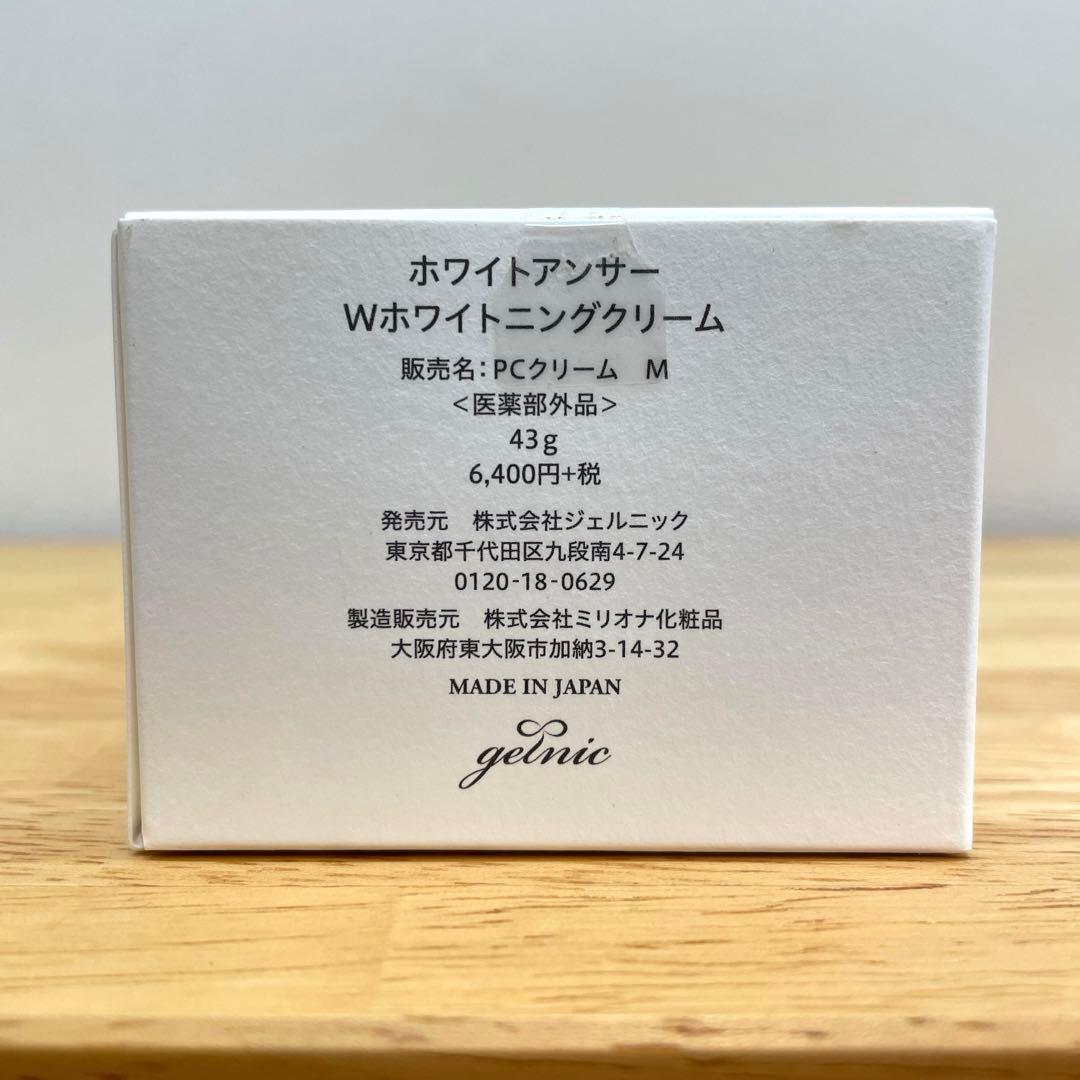 ホワイトアンサー
Wホワイトニングクリーム
販売名：PCクリーム　M
＜医薬部外品＞
43g
6,400円+税
発売元　株式会社ジェルニック
東京都千代田区九段南4-7-24
0120-18-0629
製造販売元　株式会社ミリオナ化粧品
大阪府東大阪市加納3-14-32
MADE IN JAPAN
gelnic